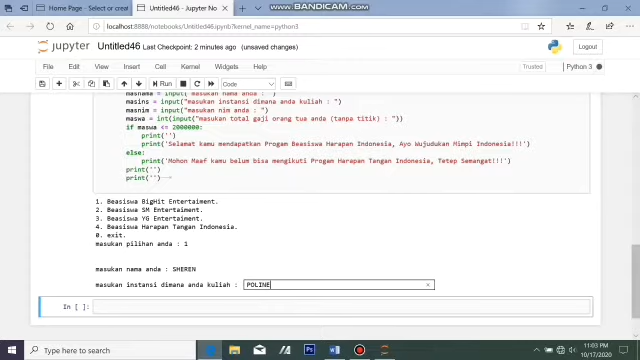 WWW.BANDICAM.COM
Home Page - Select or creat
Untitled46 - Jupyter No
localhost:8888/notebooks/Untitled46.ipynb?kernel_name=python3
jupyter Untitled46 Last Checkpoint: 2 minutes ago (unsaved changes)
Logout
File Edit View Insert Cell Kernel Widgets Help
Trusted
Python 3
Run
Code
masnama = input("masukan nama anda : ")
masins = input("masukan instansi dimana anda kuliah : ")
masnim = input("masukan nim anda : ")
maswa = int(input("masukan total gaji orang tua anda (tanpa titik) : "))
if masua <= 2000000:
print('')
print('Selamat kamu mendapatkan Progam Beasiswa Harapan Indonesia, Ayo Wujudukan Mimpi Indonesia!!!')
else:
print('Mohon Maaf kamu belum bisa mengikuti Progam Harapan Tangan Indonesia, Tetep Semangat!!!')
print('')
print('')
1. Beasiswa BigHit Entertaiment.
2. Beasiswa SM Entertaiment.
3. Beasiswa YG Entertaiment.
4. Beasiswa Harapan Tangan Indonesia.
0. exit.
masukan pilihan anda : 1
masukan nama anda : SHEREN
masukan instansi dimana anda kuliah : POLINE
In [ ]:
Type here to search
11:03 PM
10/17/2020